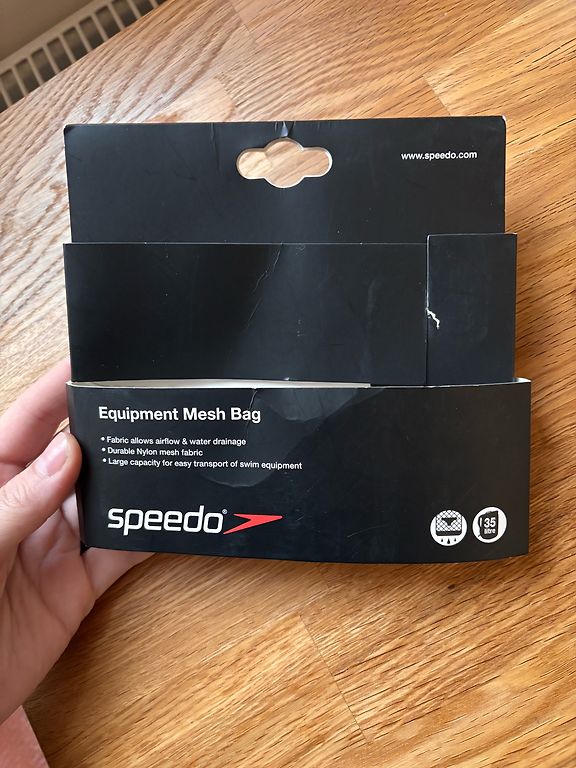 www.speedo.com
Equipment Mesh Bag
• Fabric allows airflow & water drainage
• Durable Nylon mesh fabric
• Large capacity for easy transport of swim equipment
speedo®
35
litre